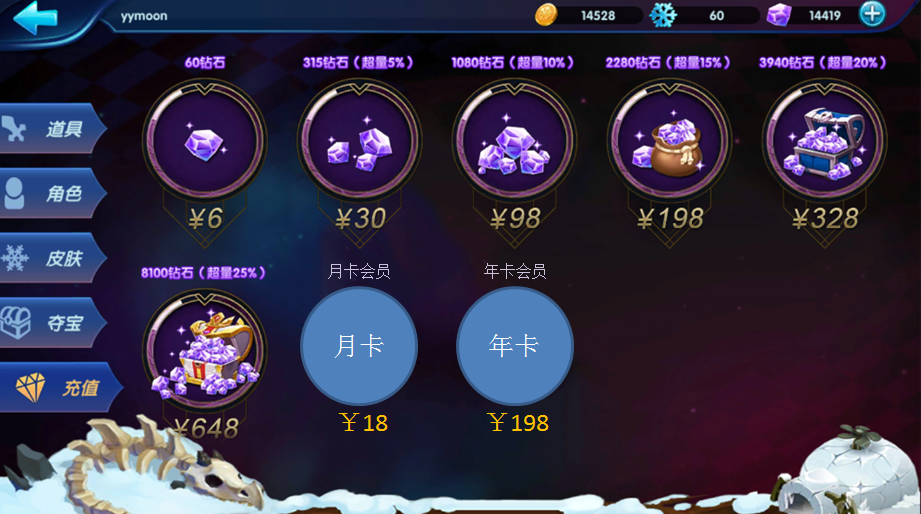 yymoon
14528
60
14419
60钻石
315钻石（超量5%）
1080钻石（超量10%）
2280钻石（超量15%）
3940钻石（超量20%）
道具
¥6
¥30
¥98
¥198
¥328
角色
皮肤
8100钻石（超量25%）
月卡会员
年卡会员
夺宝
月卡
年卡
充值
¥648
￥18
￥198